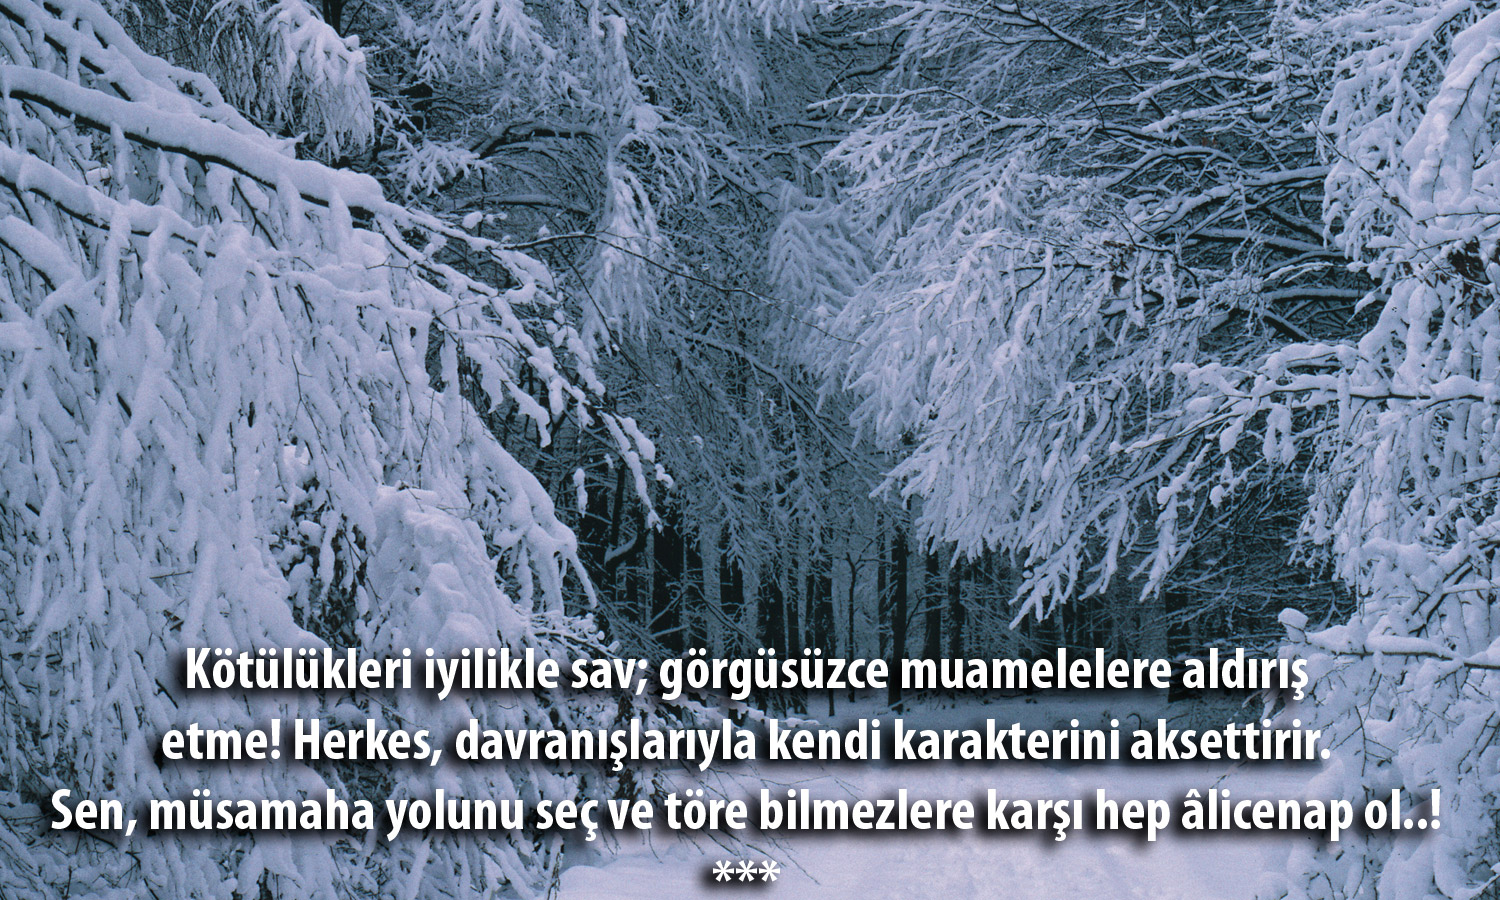 Kötülükleri iyilikle sav; görgüsüzce muamelelere aldırış
etme! Herkes, davranışlarıyla kendi karakterini aksettirir.
Sen, müsamaha yolunu seç ve töre bilmezlere karşı hep âlicenap ol..!
***